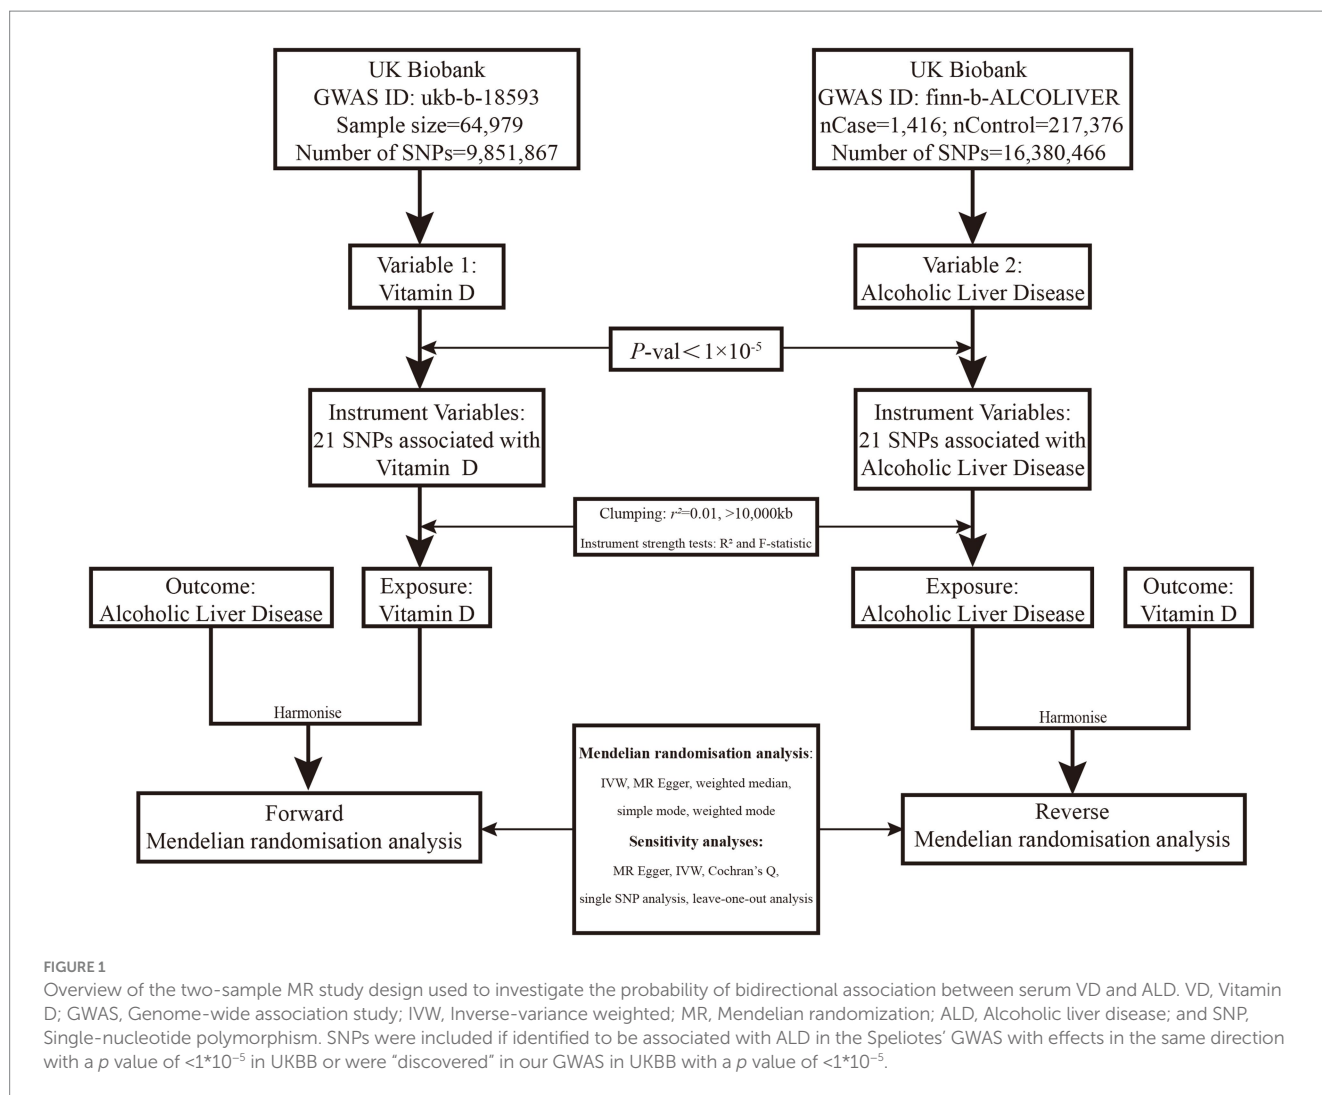 UK Biobank
GWAS ID: ukb-b-18593
Sample size=64,979
Number of SNPs=9,851,867
UK Biobank
GWAS ID: finn-b-ALCOLIVER
nCase=1,416; nControl=217,376
Number of SNPs=16,380,466
Variable 1:
Vitamin D
Variable 2:
Alcoholic Liver Disease
P-val＜1×10⁻⁵
Instrument Variables:
21 SNPs associated with
Vitamin D
Instrument Variables:
21 SNPs associated with
Alcoholic Liver Disease
Clumping: r²=0.01, >10,000kb
Instrument strength tests: R² and F-statistic
Outcome:
Alcoholic Liver Disease
Exposure:
Vitamin D
Exposure:
Alcoholic Liver Disease
Outcome:
Vitamin D
Harmonise
Harmonise
Mendelian randomisation analysis:
IVW, MR Egger, weighted median,
simple mode, weighted mode
Sensitivity analyses:
MR Egger, IVW, Cochran's Q,
single SNP analysis, leave-one-out analysis
Forward
Mendelian randomisation analysis
Reverse
Mendelian randomisation analysis
FIGURE 1
Overview of the two-sample MR study design used to investigate the probability of bidirectional association between serum VD and ALD. VD, Vitamin
D; GWAS, Genome-wide association study; IVW, Inverse-variance weighted; MR, Mendelian randomization; ALD, Alcoholic liver disease; and SNP,
Single-nucleotide polymorphism. SNPs were included if identified to be associated with ALD in the Speliotes’ GWAS with effects in the same direction
with a p value of <1*10⁻⁵ in UKBB or were “discovered” in our GWAS in UKBB with a p value of <1*10⁻⁵.